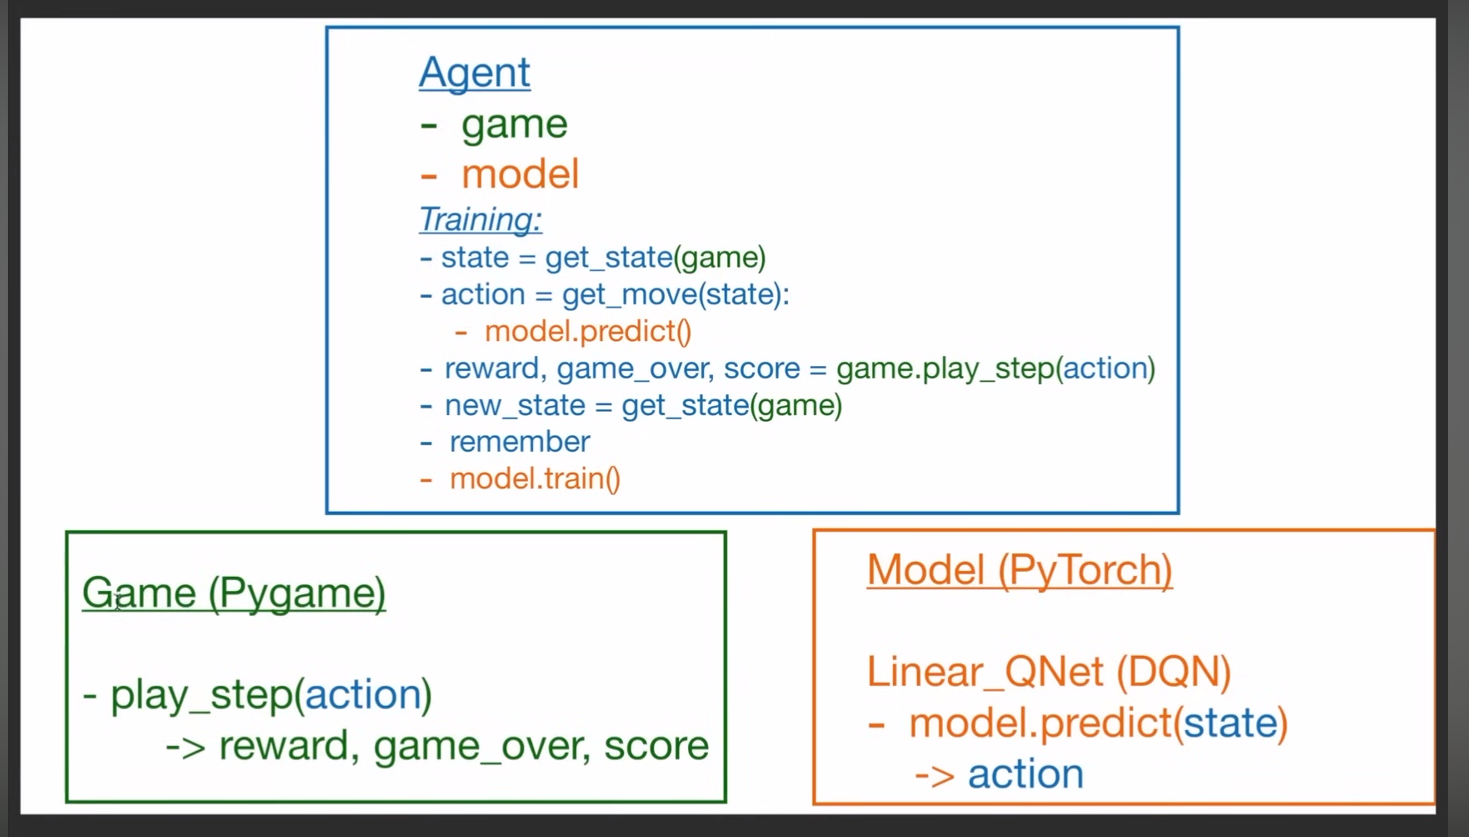 Agent
- game
- model
Training:
- state = get_state(game)
- action = get_move(state):
- model.predict()
- reward, game_over, score = game.play_step(action)
- new_state = get_state(game)
- remember
- model.train()
Game (Pygame)
- play_step(action)
-> reward, game_over, score
Model (PyTorch)
Linear_QNet (DQN)
- model.predict(state)
-> action